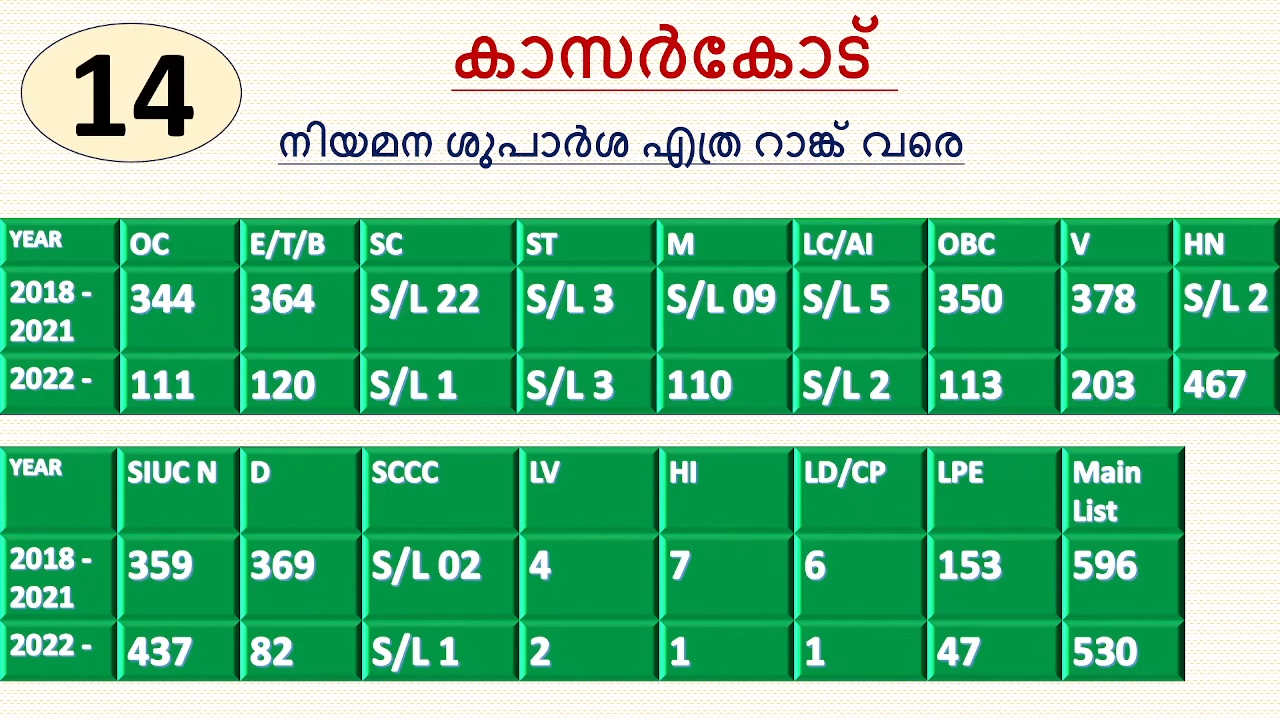 14
കാസർകോട്
നിയമന ശുപാർശ എത്ര റാങ്ക് വരെ
YEAR OC E/T/B SC ST M LC/AI OBC V HN
2018 - 2021 344 364 S/L 22 S/L 3 S/L 09 S/L 5 350 378 S/L 2
2022 - 111 120 S/L 1 S/L 3 110 S/L 2 113 203 467
YEAR SIUC N D SCCC LV HI LD/CP LPE Main List
2018 - 2021 359 369 S/L 02 4 7 6 153 596
2022 - 437 82 S/L 1 2 1 1 47 530